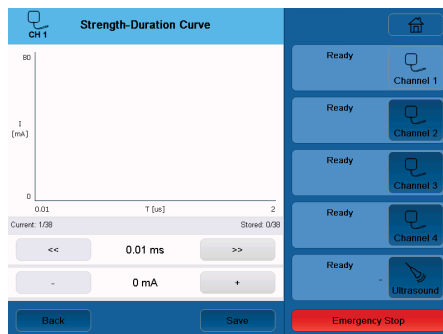 CH 1
Strength-Duration Curve
80
I
[mA]
0
0.01
T [us]
2
Current: 1/38
Stored: 0/38
<<
0.01 ms
>>
-
0 mA
+
Back
Save
Ready
Channel 1
Ready
Channel 2
Ready
Channel 3
Ready
Channel 4
Ready
-
Ultrasound
Emergency Stop